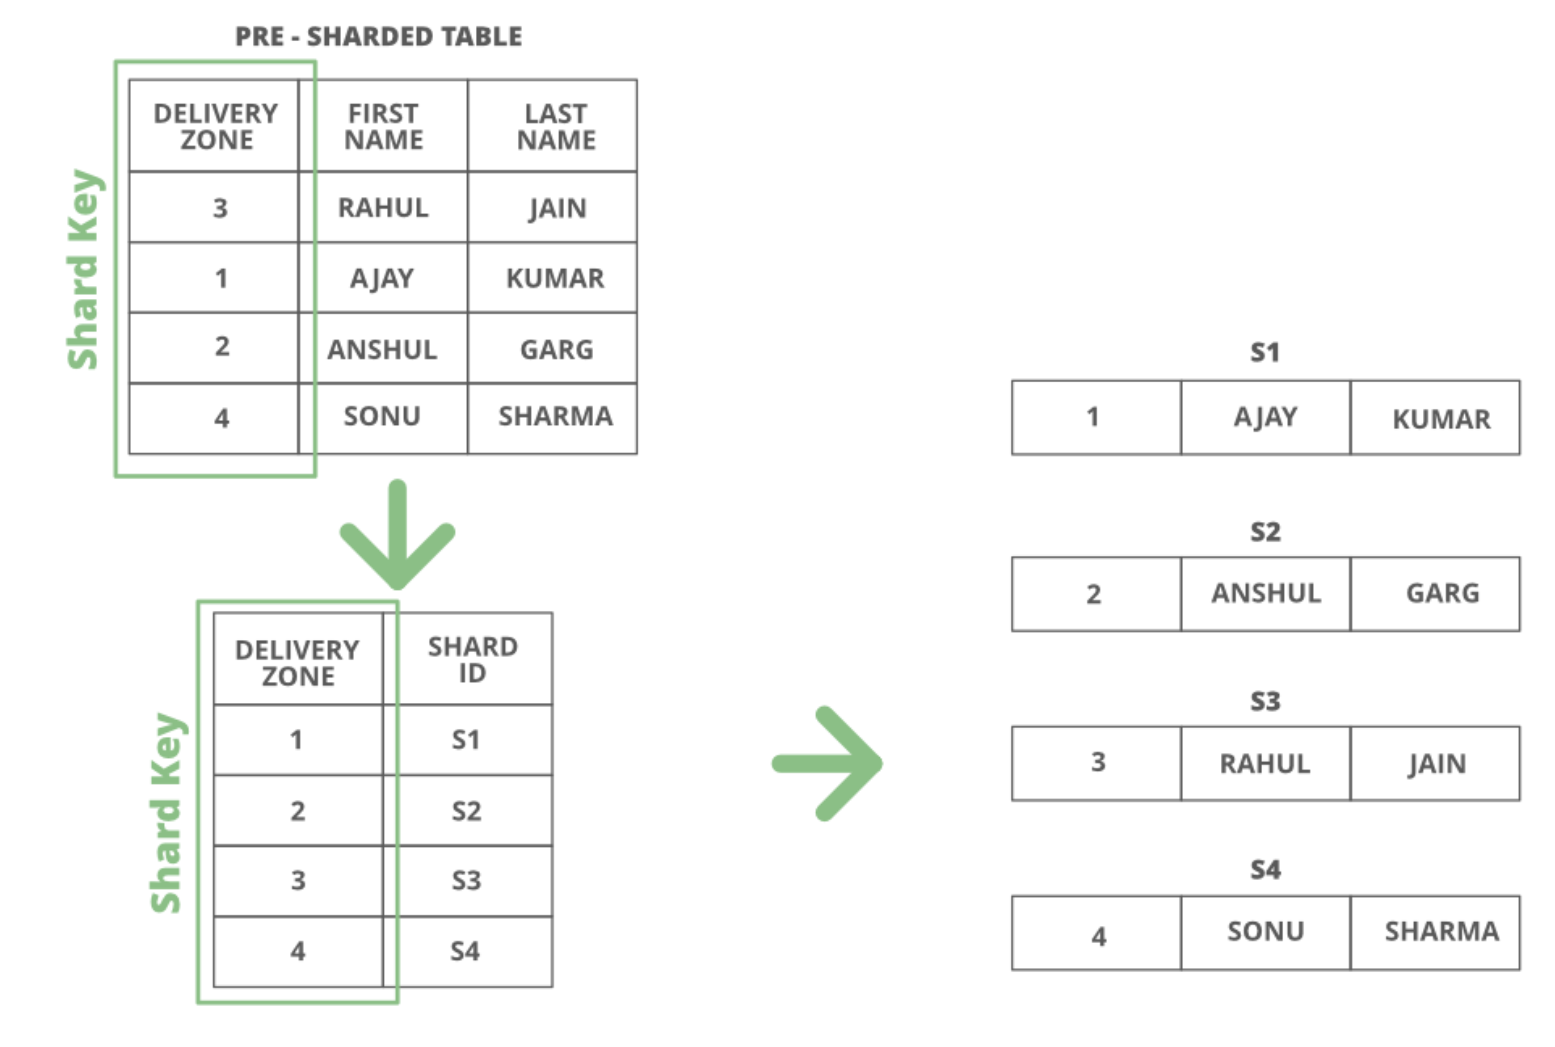 PRE - SHARDED TABLE
Shard Key
DELIVERY ZONE FIRST NAME LAST NAME
3 RAHUL JAIN
1 AJAY KUMAR
2 ANSHUL GARG
4 SONU SHARMA
Shard Key
DELIVERY ZONE SHARD ID
1 S1
2 S2
3 S3
4 S4
S1
1 AJAY KUMAR
S2
2 ANSHUL GARG
S3
3 RAHUL JAIN
S4
4 SONU SHARMA